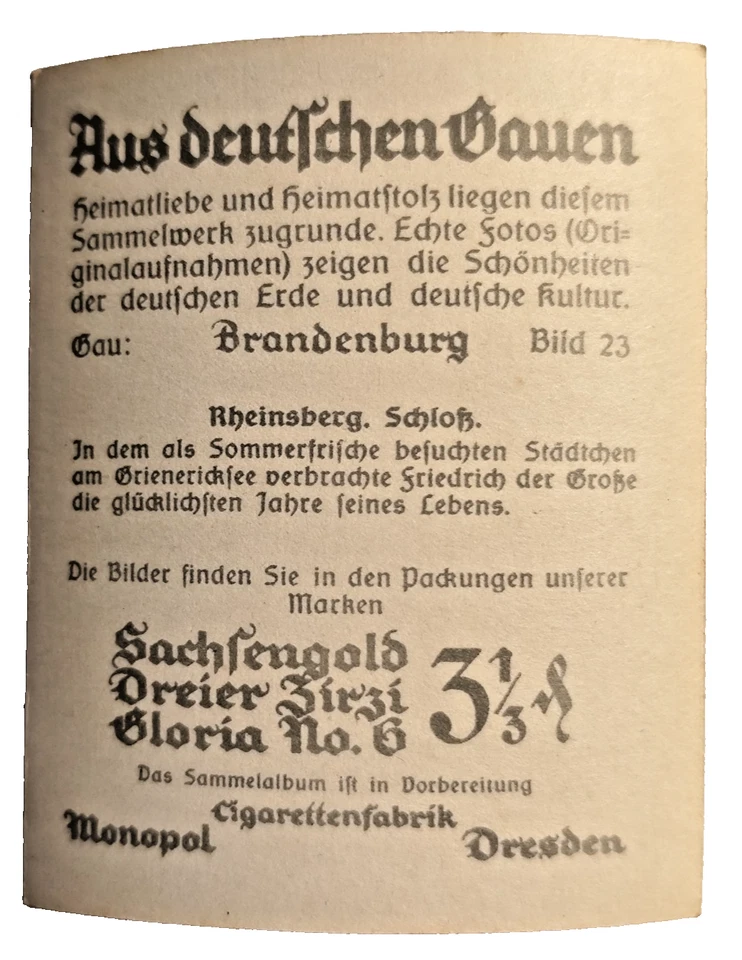 Aus deutschen Gauen
Heimatliebe und Heimatstolz liegen diesem
Sammelwerk zugrunde. Echte Fotos (Ori=
ginalaufnahmen) zeigen die Schönheiten
der deutschen Erde und deutsche Kultur.
Gau: Brandenburg Bild 23
Rheinsberg. Schloß.
In dem als Sommerfrische besuchten Städtchen
am Grienericksee verbrachte Friedrich der Große
die glücklichsten Jahre seines Lebens.
Die Bilder finden Sie in den Packungen unserer
Marken
Sachsengold
Dreier Zirzi
Gloria No. 6
3 1/3 ₰
Das Sammelalbum ist in Vorbereitung
Cigarettenfabrik
Monopol Dresden